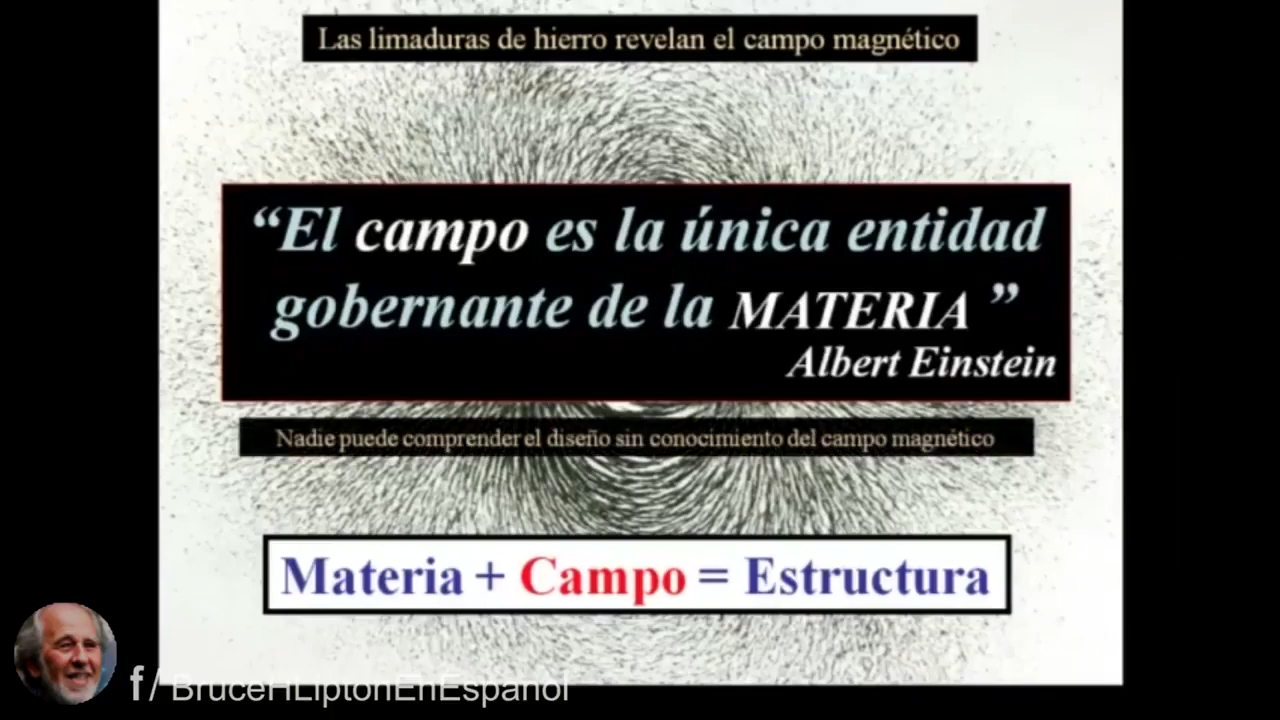 Las limaduras de hierro revelan el campo magnético
“El campo es la única entidad
gobernante de la MATERIA ”
Albert Einstein
Nadie puede comprender el diseño sin conocimiento del campo magnético
Materia + Campo = Estructura
f/BruceHLiptonEnEspanol